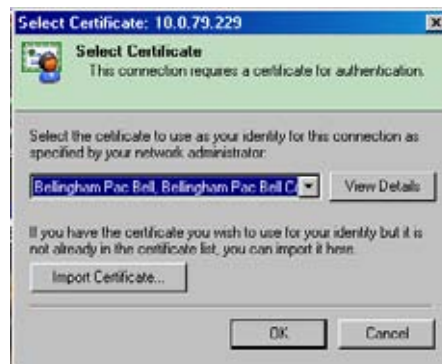 Select Certificate: 10.0.79.229
Select Certificate
This connection requires a certificate for authentication.
Select the cetificate to use as your identity for this connection as
specified by your network administrator:
Bellingham Pac Bell, Bellingham Pac Bell C
View Details
If you have the certificate you wish to use for your identity but it is
not already in the certificate list, you can import it here.
Import Certificate...
OK
Cancel